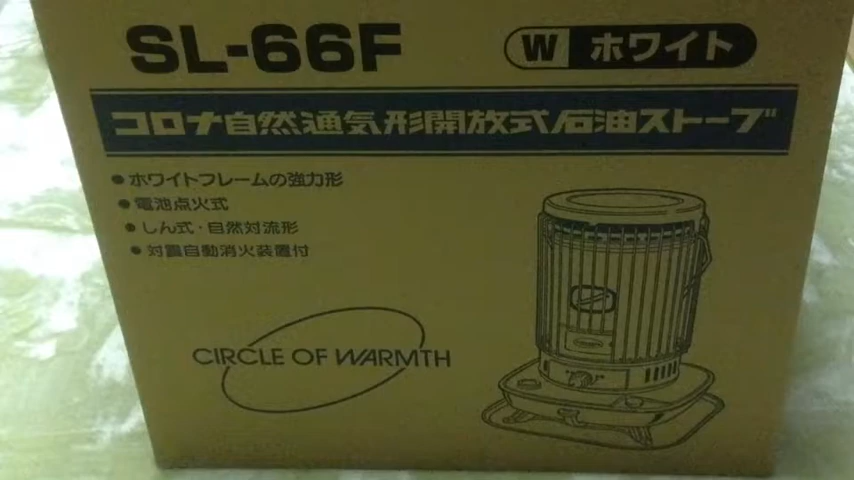 SL-66F
W ホワイト
コロナ自然通気形開放式石油ストーブ
●ホワイトフレームの強力形
●電池点火式
●しん式・自然対流形
●対震自動消火装置付
CIRCLE OF WARMTH